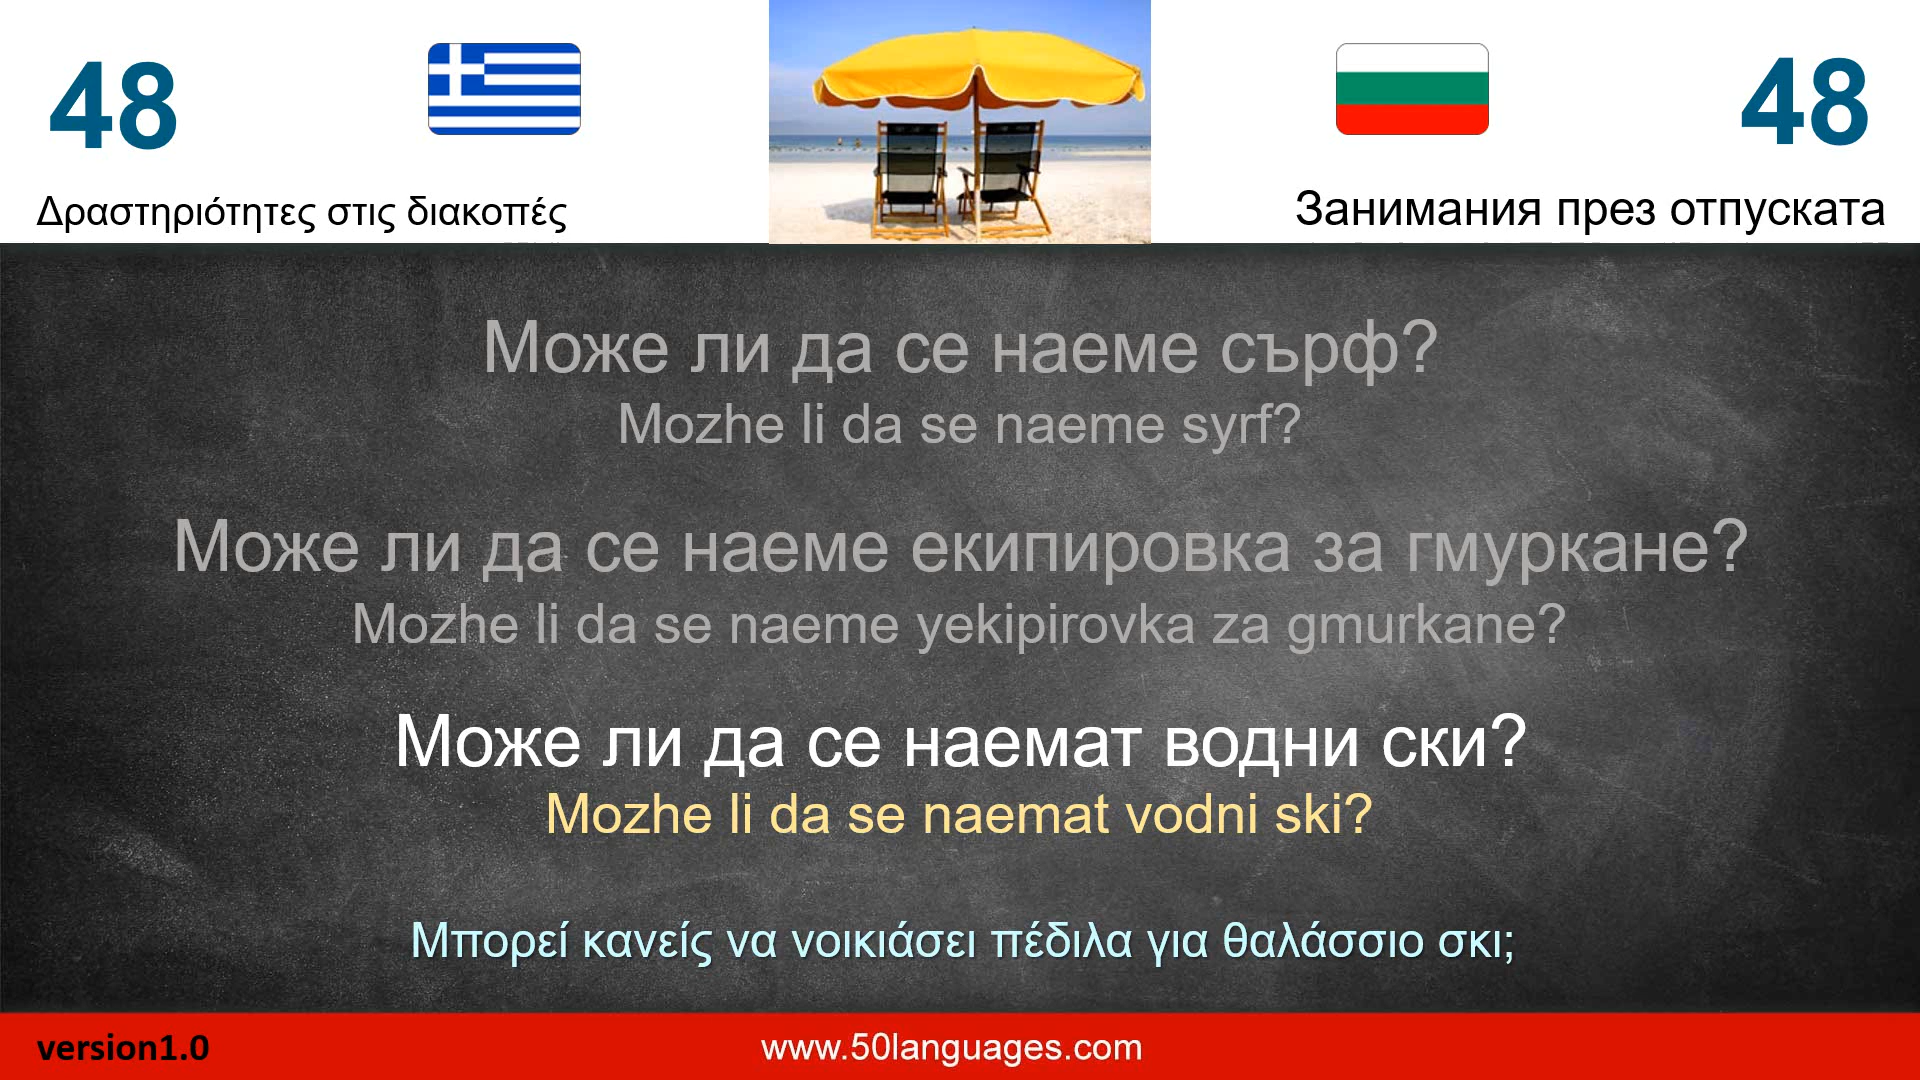 48
48
Δραστηριότητες στις διακοπές
Занимания през отпуската
Може ли да се наеме сърф?
Mozhe li da se naeme syrf?
Може ли да се наеме екипировка за гмуркане?
Mozhe li da se naeme yekipirovka za gmurkane?
Може ли да се наемат водни ски?
Mozhe li da se naemat vodni ski?
Μπορεί κανείς να νοικιάσει πέδιλα για θαλάσσιο σκι;
version1.0
www.50languages.com